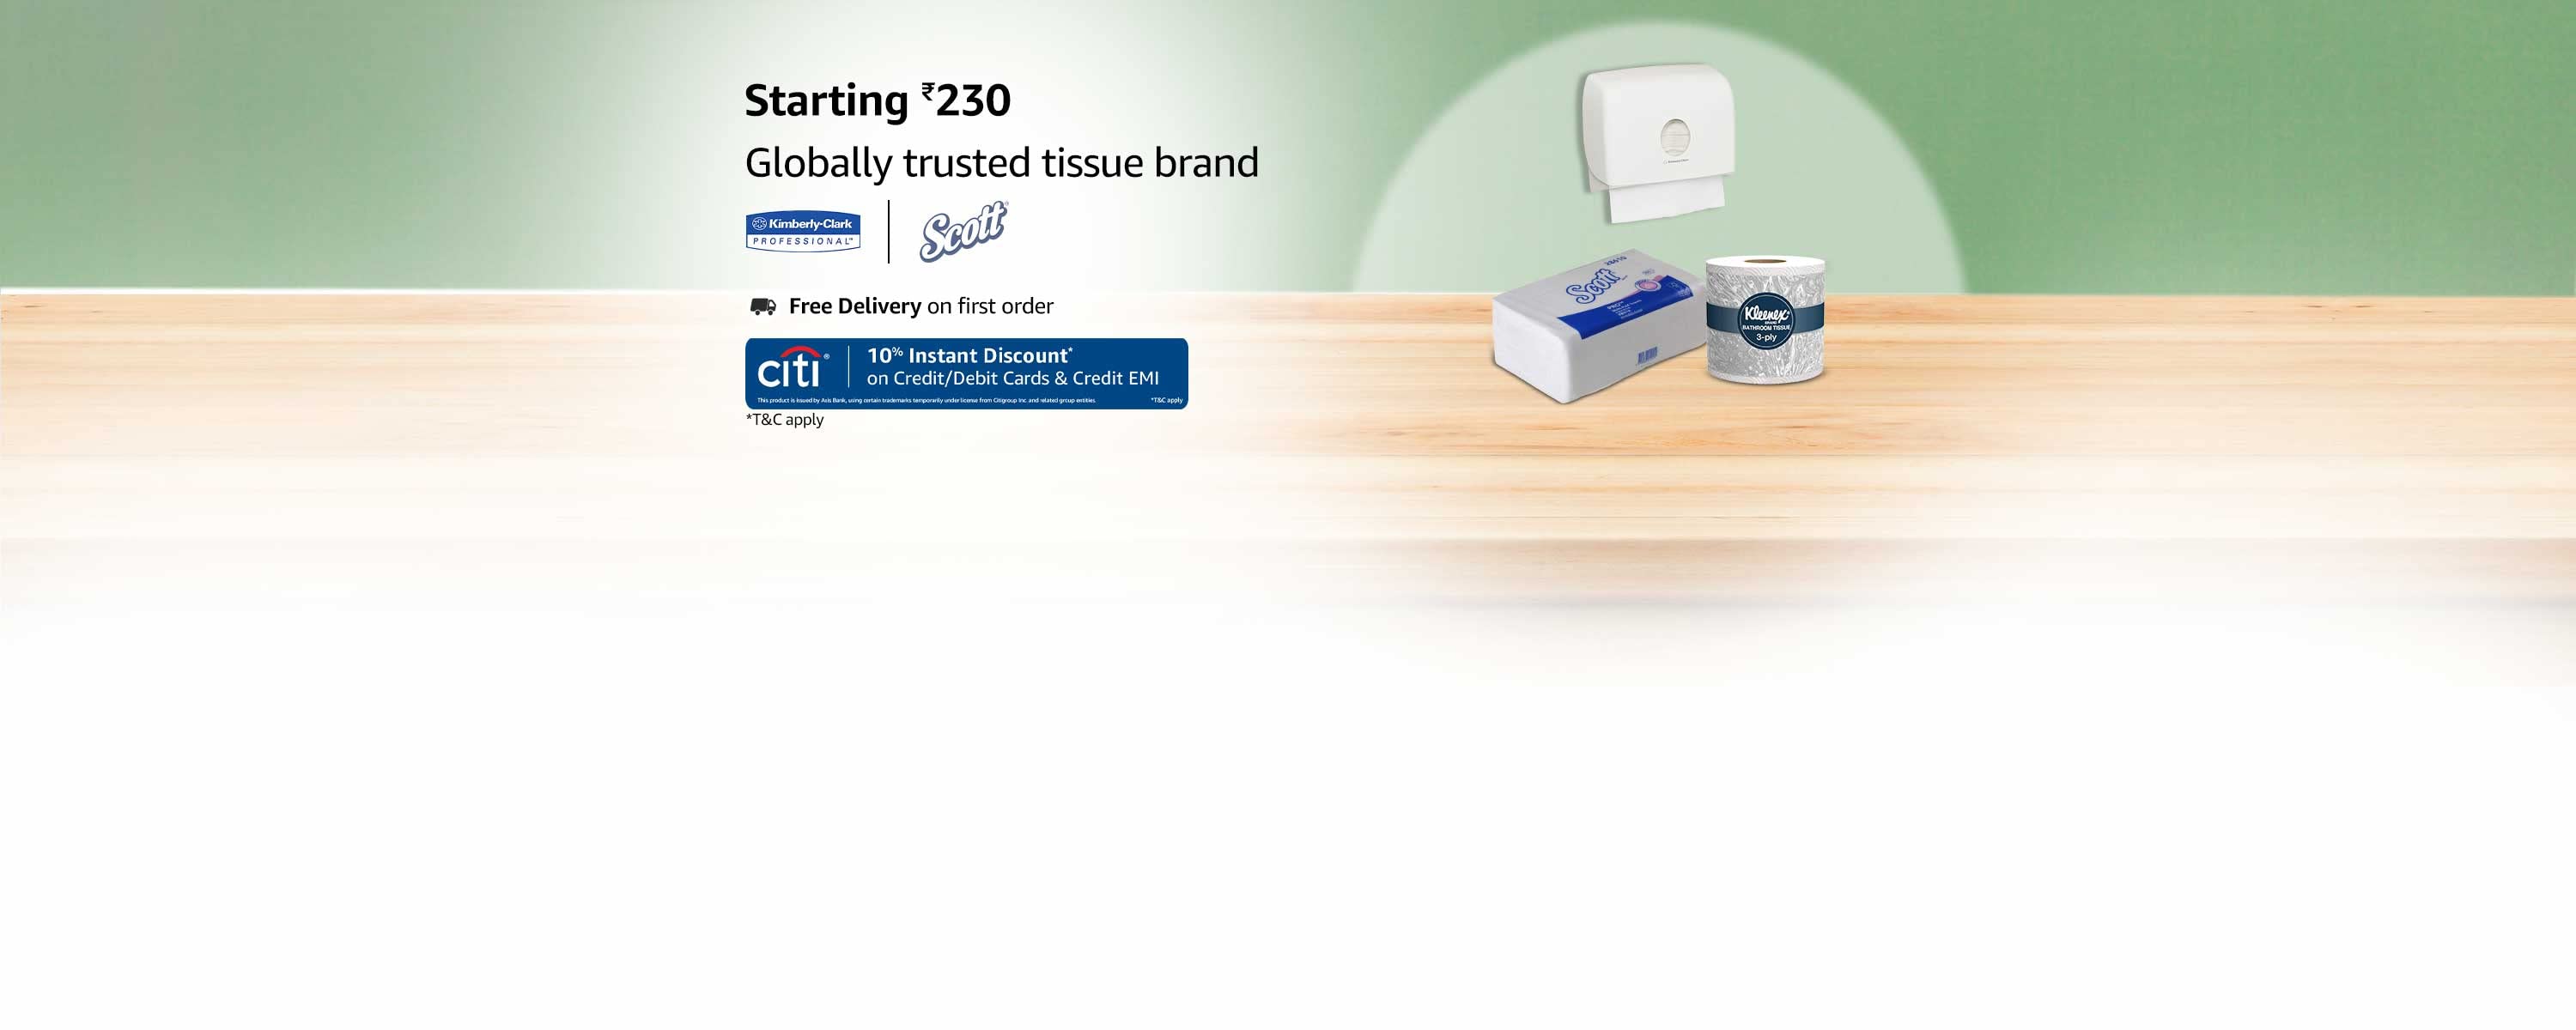 Starting ₹230
Globally trusted tissue brand
Kimberly-Clark
PROFESSIONAL™
Scott®
Free Delivery on first order
citi®
10% Instant Discount*
on Credit/Debit Cards & Credit EMI
This product is issued by Axis Bank, using certain trademarks temporarily under license from Citigroup Inc. and related group entities.
*T&C apply
*T&C apply
Scott
Kleenex
BATHROOM TISSUE
3-ply